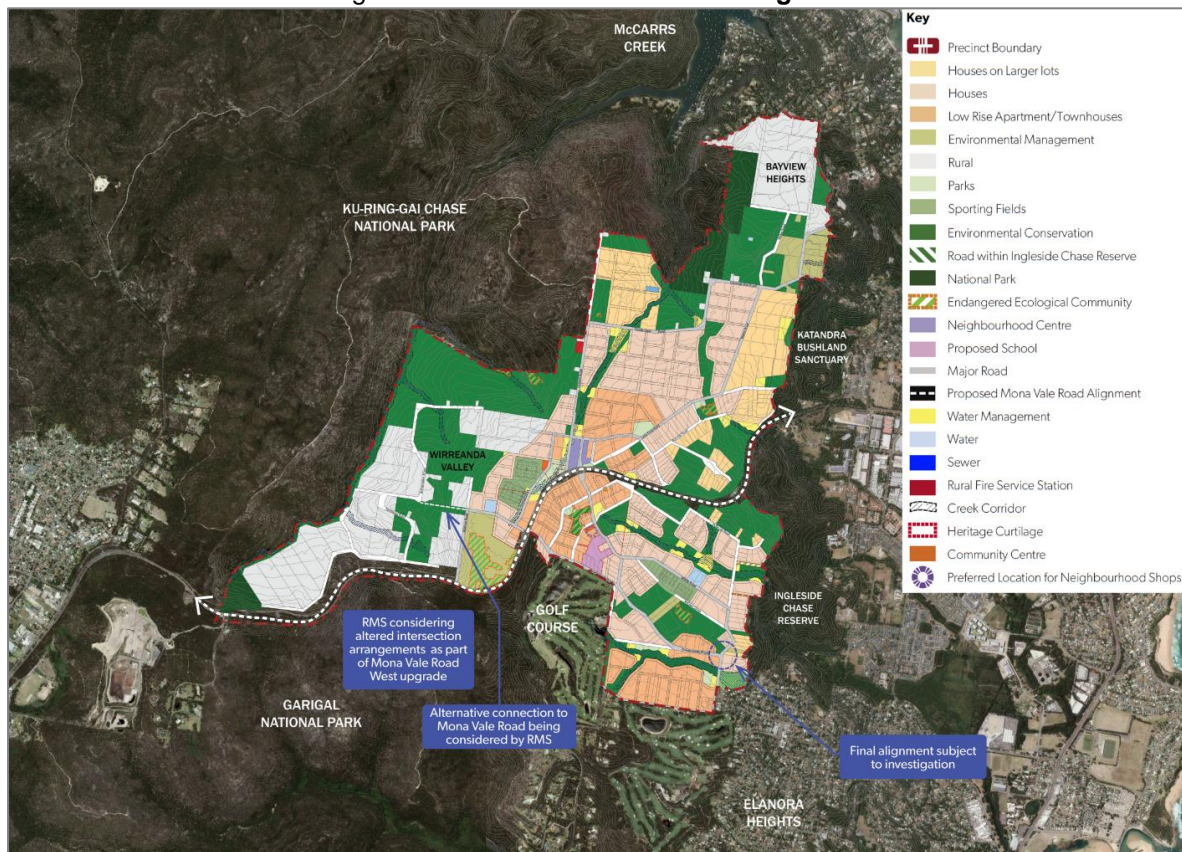 McCARRS
CREEK
BAYVIEW
HEIGHTS
KU-RING-GAI CHASE
NATIONAL PARK
KATANDRA
BUSHLAND
SANCTUARY
WIRREANDA
VALLEY
GOLF
COURSE
INGLESIDE
CHASE
RESERVE
RMS considering
altered intersection
arrangements as part
of Mona Vale Road
West upgrade
GARIGAL
NATIONAL PARK
Alternative connection to
Mona Vale Road being
considered by RMS
Final alignment subject
to investigation
ELANORA
HEIGHTS
Key
Precinct Boundary
Houses on Larger lots
Houses
Low Rise Apartment/Townhouses
Environmental Management
Rural
Parks
Sporting Fields
Environmental Conservation
Road within Ingleside Chase Reserve
National Park
Endangered Ecological Community
Neighbourhood Centre
Proposed School
Major Road
Proposed Mona Vale Road Alignment
Water Management
Water
Sewer
Rural Fire Service Station
Creek Corridor
Heritage Curtilage
Community Centre
Preferred Location for Neighbourhood Shops